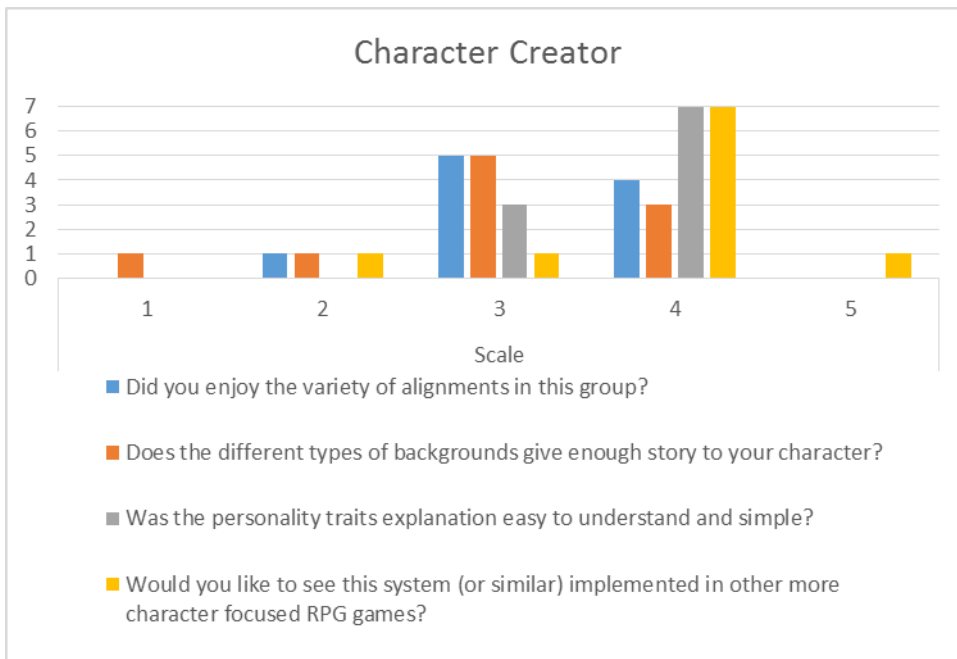 Character Creator
7
6
5
4
3
2
1
0
1 2 3 4 5
Scale
Did you enjoy the variety of alignments in this group?
Does the different types of backgrounds give enough story to your character?
Was the personality traits explanation easy to understand and simple?
Would you like to see this system (or similar) implemented in other more
character focused RPG games?